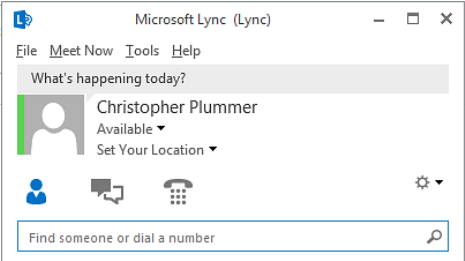 Microsoft Lync (Lync)
File Meet Now Tools Help
What's happening today?
Christopher Plummer
Available
Set Your Location
Find someone or dial a number